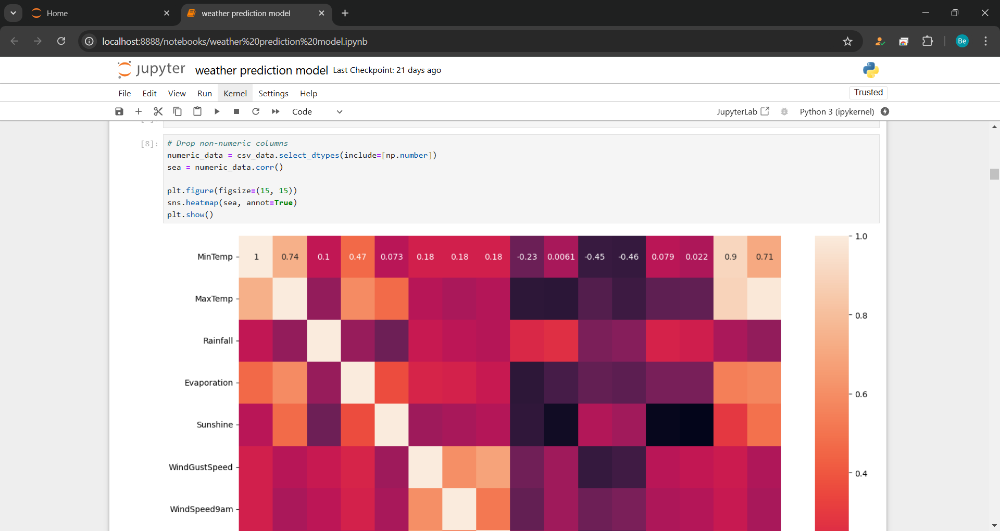 Home
weather prediction model
localhost:8888/notebooks/weather%20prediction%20model.ipynb
Be
jupyter weather prediction model Last Checkpoint: 21 days ago
File Edit View Run Kernel Settings Help
Trusted
Code
JupyterLab
Python 3 (ipykernel)
[8]:
# Drop non-numeric columns
numeric_data = csv_data.select_dtypes(include=[np.number])
sea = numeric_data.corr()
plt.figure(figsize=(15, 15))
sns.heatmap(sea, annot=True)
plt.show()
MinTemp 1 0.74 0.1 0.47 0.073 0.18 0.18 0.18 -0.23 0.0061 -0.45 -0.46 0.079 0.022 0.9 0.71
MaxTemp
Rainfall
Evaporation
Sunshine
WindGustSpeed
WindSpeed9am
1.0
0.8
0.6
0.4